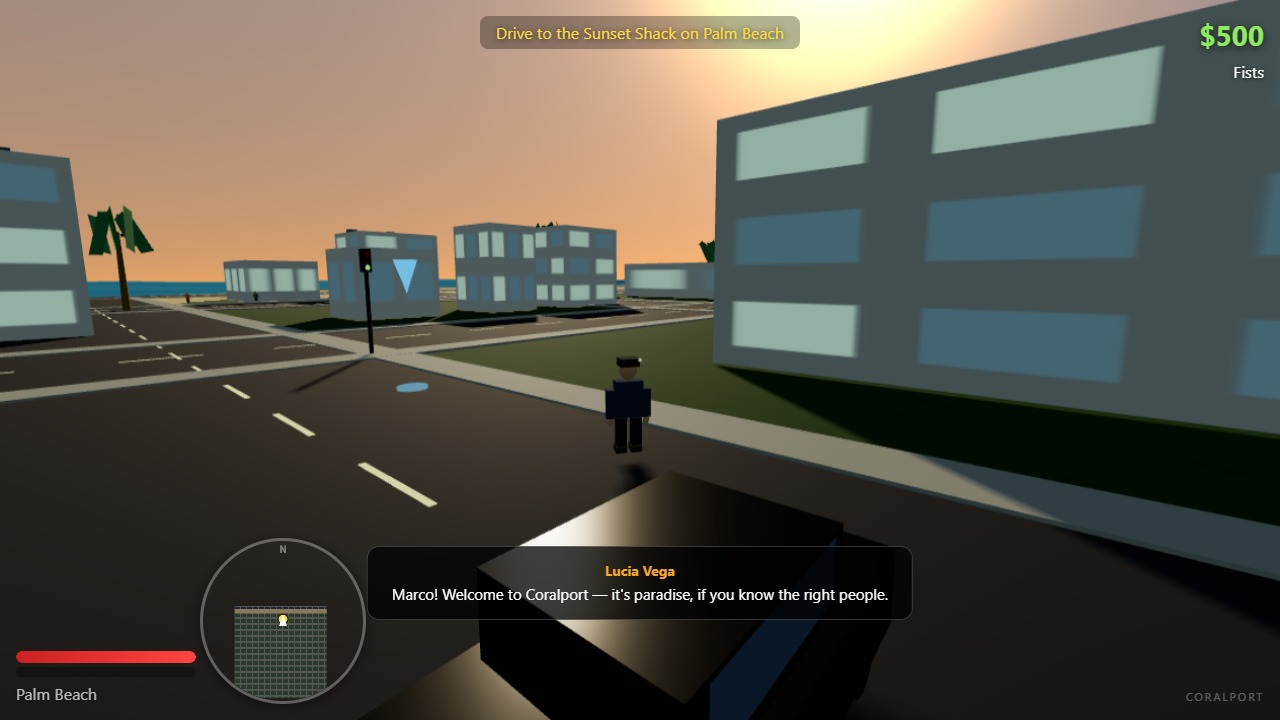 Drive to the Sunset Shack on Palm Beach
$500
Fists
N
Lucia Vega
Marco! Welcome to Coralport — it's paradise, if you know the right people.
Palm Beach
CORALPORT